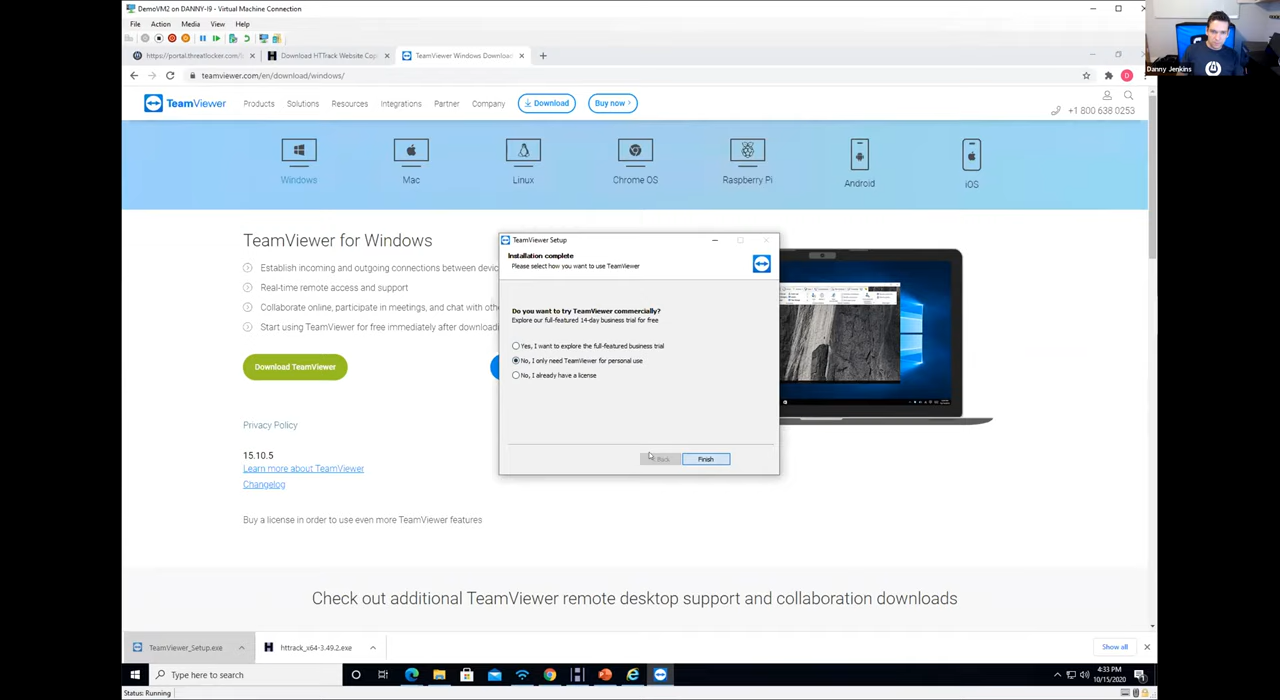 DemoVM2 on DANNY-I9 - Virtual Machine Connection
File Action Media View Help
https://portal.threatlocker.com/
Download HTTrack Website Cop
TeamViewer Windows Download
teamviewer.com/en/download/windows/
Danny Jenkins
TeamViewer
Products Solutions Resources Integrations Partner Company Download Buy now
+1 800 638 0253
Windows Mac Linux Chrome OS Raspberry Pi Android iOS
TeamViewer for Windows
Establish incoming and outgoing connections between devic
Real-time remote access and support
Collaborate online, participate in meetings, and chat with othe
Start using TeamViewer for free immediately after downloadi
Download TeamViewer
Privacy Policy
15.10.5
Learn more about TeamViewer
Changelog
Buy a license in order to use even more TeamViewer features
TeamViewer Setup
Installation complete
Please select how you want to use TeamViewer
Do you want to try TeamViewer commercially?
Explore our full-featured 14-day business trial for free
Yes, I want to explore the full-featured business trial
No, I only need TeamViewer for personal use
No, I already have a license
Back Finish
Check out additional TeamViewer remote desktop support and collaboration downloads
TeamViewer_Setup.exe
httrack_x64-3.49.2.exe
Show all
Type here to search
4:33 PM
10/15/2020
Status: Running